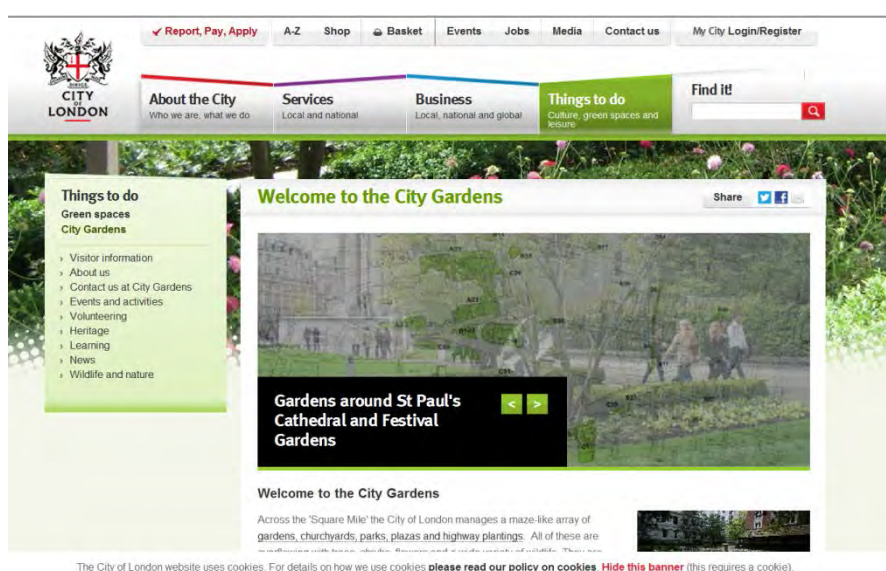 Report, Pay, Apply
A-Z
Shop
Basket
Events
Jobs
Media
Contact us
My City Login/Register
CITY
OF
LONDON
About the City
Who we are, what we do
Services
Local and national
Business
Local, national and global
Things to do
Culture, green spaces and
leisure
Find it!
Things to do
Green spaces
City Gardens
Visitor information
About us
Contact us at City Gardens
Events and activities
Volunteering
Heritage
Learning
News
Wildlife and nature
Welcome to the City Gardens
Share
Gardens around St Paul's
Cathedral and Festival
Gardens
< >
Welcome to the City Gardens
Across the 'Square Mile' the City of London manages a maze-like array of
gardens, churchyards, parks, plazas and highway plantings. All of these are
The City of London website uses cookies. For details on how we use cookies please read our policy on cookies. Hide this banner (this requires a cookie).